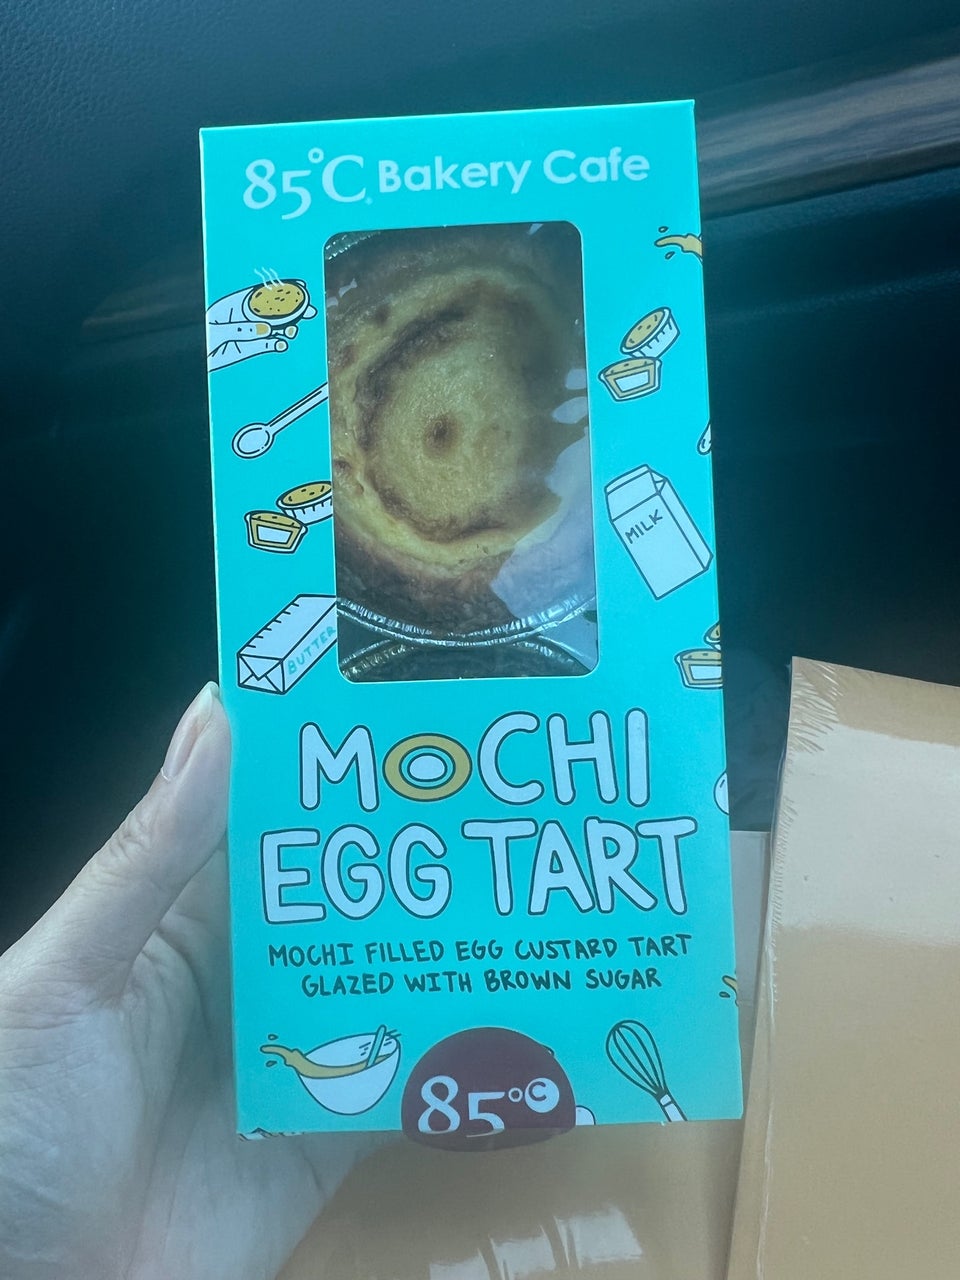 85°C Bakery Cafe
MILK
BUTTER
MOCHI
EGG TART
MOCHI FILLED EGG CUSTARD TART
GLAZED WITH BROWN SUGAR
85°C